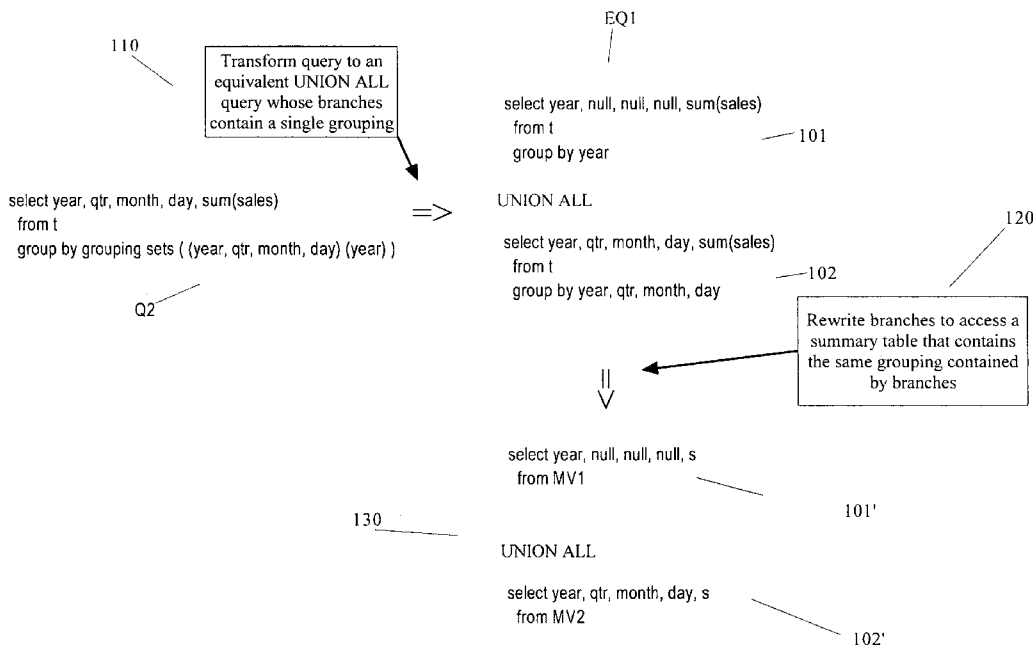 EQ1
110
Transform query to an
equivalent UNION ALL
query whose branches
contain a single grouping
select year, null, null, null, sum(sales)
from t
group by year
101
select year, qtr, month, day, sum(sales)
from t
group by grouping sets ( (year, qtr, month, day) (year) )
Q2
=>
UNION ALL
select year, qtr, month, day, sum(sales)
from t
group by year, qtr, month, day
102
120
Rewrite branches to access a
summary table that contains
the same grouping contained
by branches
select year, null, null, null, s
from MV1
101'
130
UNION ALL
select year, qtr, month, day, s
from MV2
102'